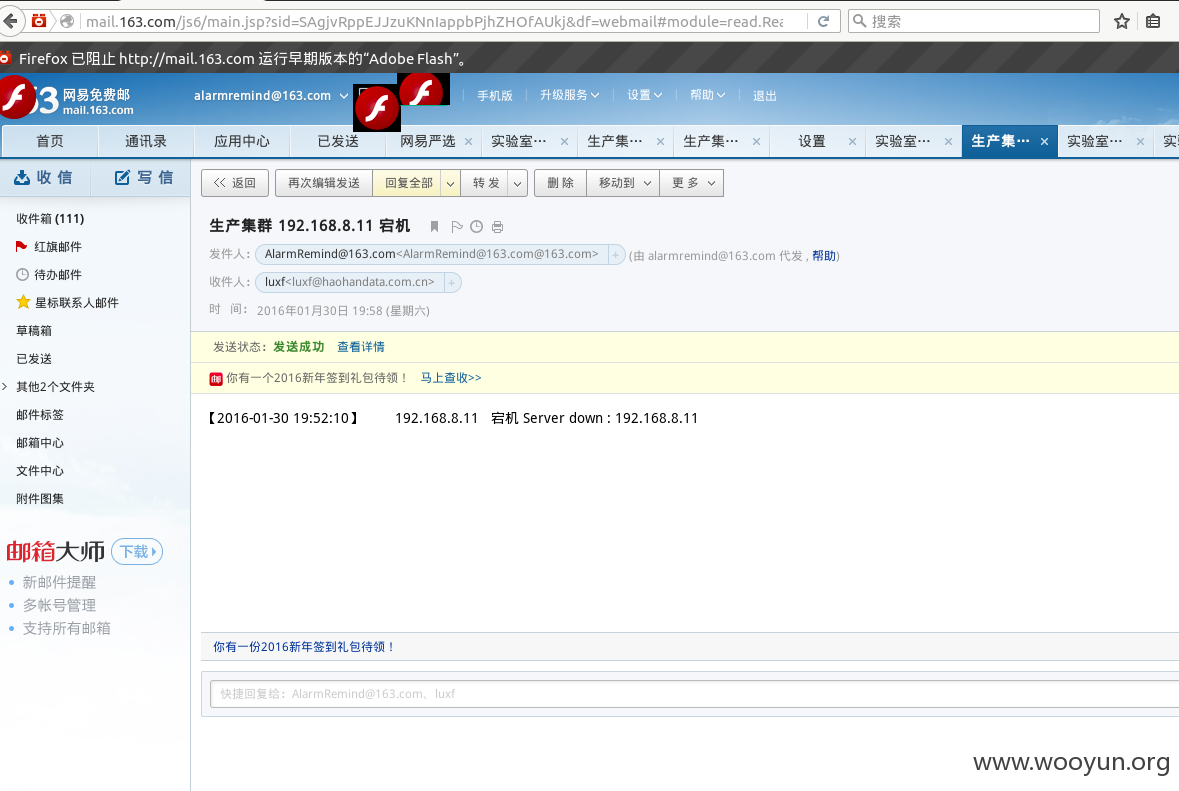 mail.163.com/js6/main.jsp?sid=SAgjvRppEJJzuKNnIappbPjhZHOfAUkj&df=webmail#module=read.Rea
搜索
Firefox 已阻止 http://mail.163.com 运行早期版本的“Adobe Flash”。
3 网易免费邮
mail.163.com
alarmremind@163.com
手机版
升级服务
设置
帮助
退出
首页
通讯录
应用中心
已发送
网易严选 ×
实验室··· ×
生产集··· ×
生产集··· ×
设置 ×
实验室··· ×
生产集··· ×
实验室··· ×
收 信
写 信
<< 返回
再次编辑发送
回复全部
转 发
删 除
移动到
更 多
收件箱 (111)
红旗邮件
待办邮件
星标联系人邮件
草稿箱
已发送
其他2个文件夹
邮件标签
邮箱中心
文件中心
附件图集
邮箱大师 下载
新邮件提醒
多帐号管理
支持所有邮箱
生产集群 192.168.8.11 宕机
发件人： AlarmRemind@163.com<AlarmRemind@163.com@163.com> + (由 alarmremind@163.com 代发 , 帮助)
收件人： luxf<luxf@haohandata.com.cn> +
时 间： 2016年01月30日 19:58 (星期六)
发送状态：发送成功 查看详情
邮 你有一个2016新年签到礼包待领！ 马上查收>>
【2016-01-30 19:52:10】 192.168.8.11 宕机 Server down : 192.168.8.11
你有一份2016新年签到礼包待领！
快捷回复给：AlarmRemind@163.com、luxf
www.wooyun.org